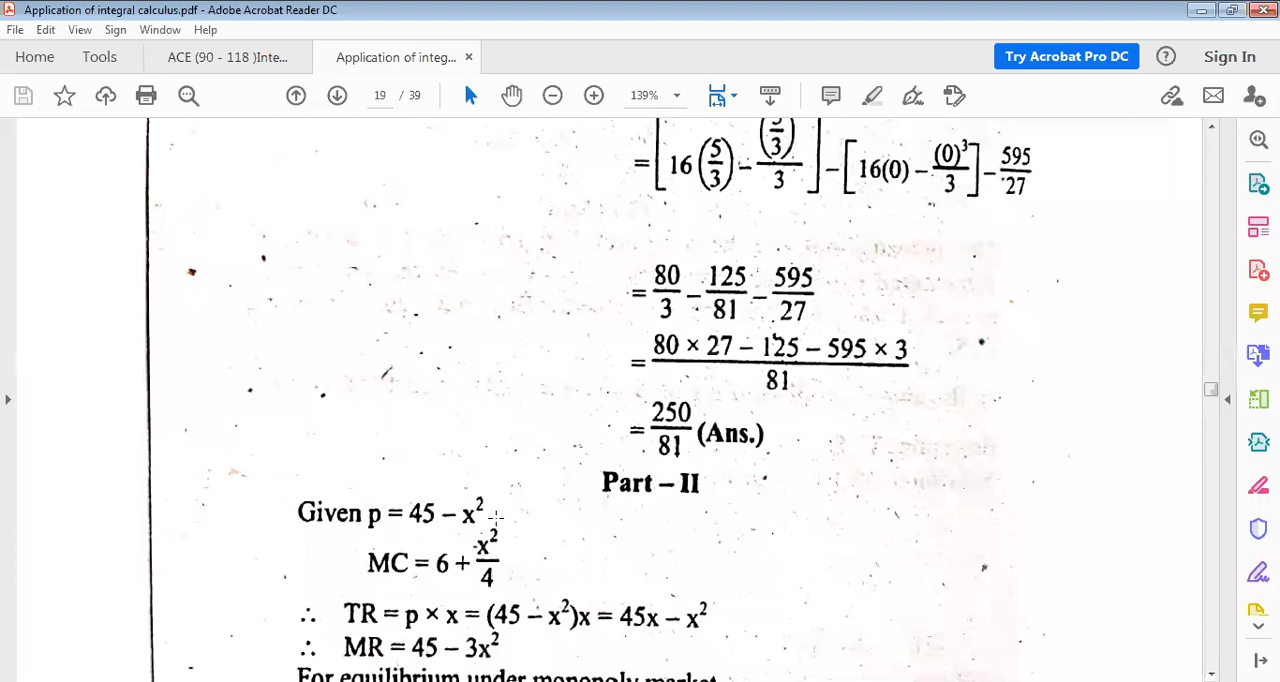 Application of integral calculus.pdf - Adobe Acrobat Reader DC
File Edit View Sign Window Help
Home Tools ACE (90 - 118 )Inte... Application of integ... × Try Acrobat Pro DC Sign In
19 / 39 139%
= [16(5/3) − (5/3)/3] − [16(0) − (0)³/3] − 595/27
= 80/3 − 125/81 − 595/27
= (80 × 27 − 125 − 595 × 3)/81
= 250/81 (Ans.)
Part – II
Given p = 45 – x²
MC = 6 + x²/4
∴ TR = p × x = (45 – x²)x = 45x – x²
∴ MR = 45 – 3x²
For equilibrium under monopoly market